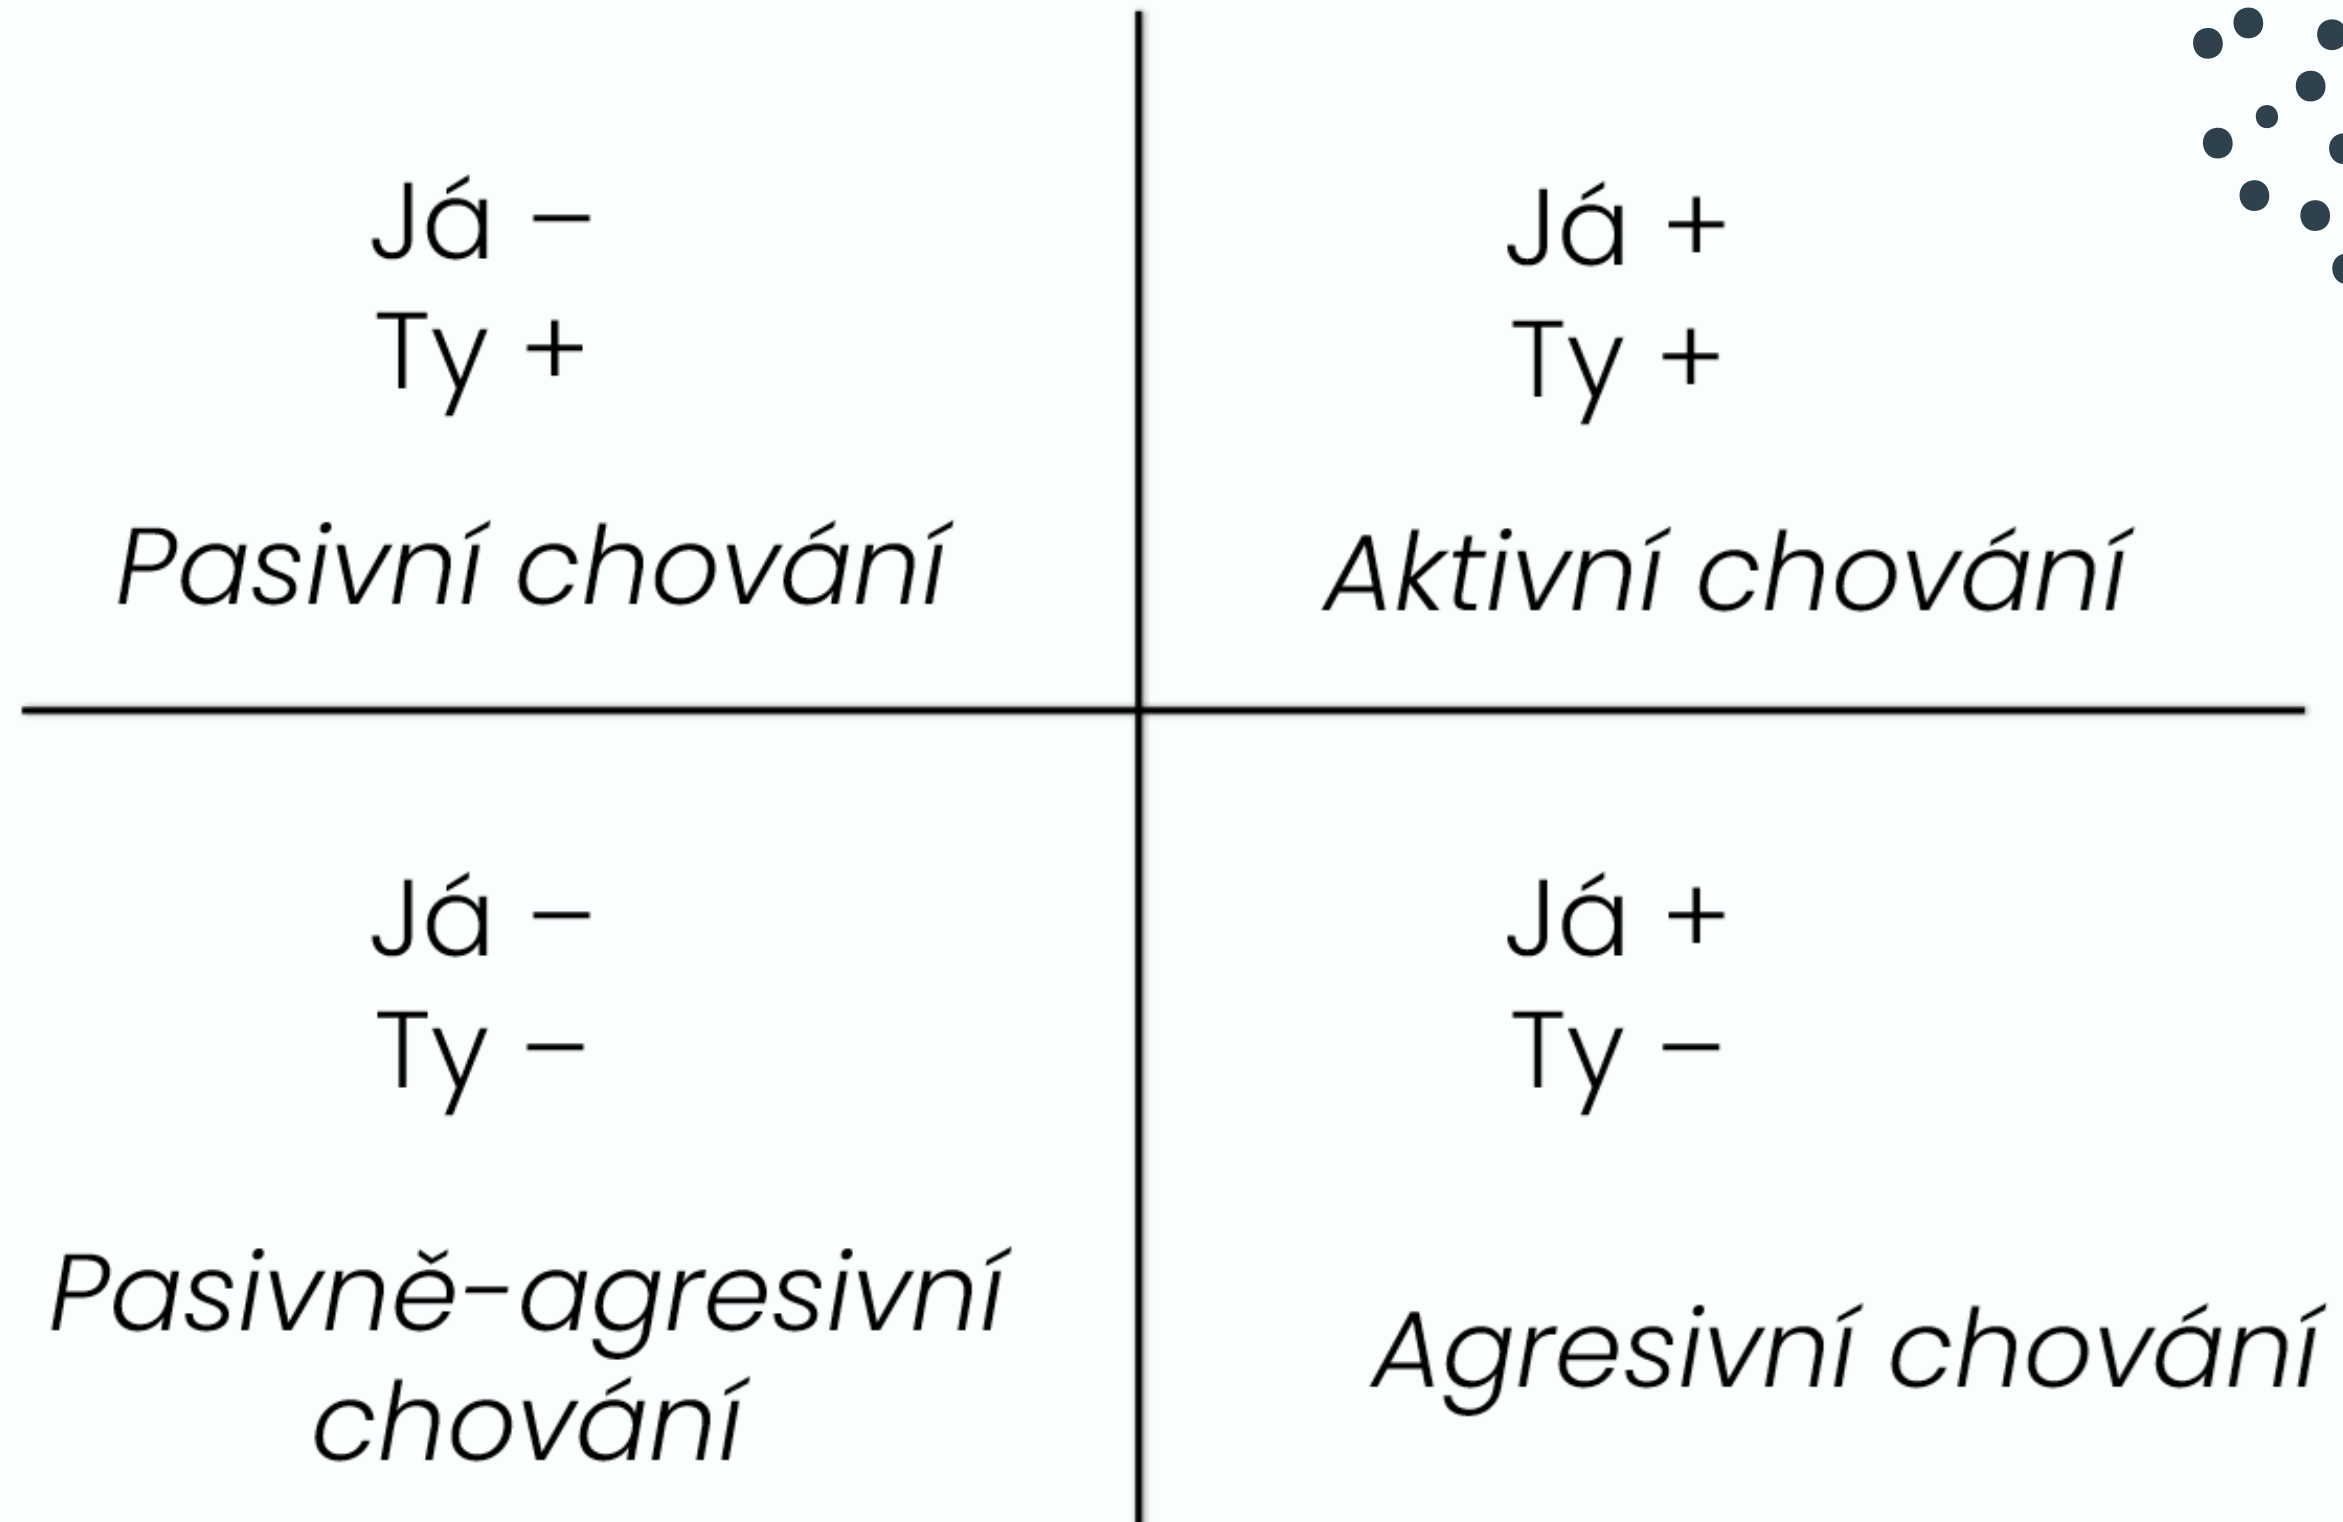 Já –
Ty +
Pasivní chování
Já +
Ty +
Aktivní chování
Já –
Ty –
Pasivně-agresivní
chování
Já +
Ty –
Agresivní chování